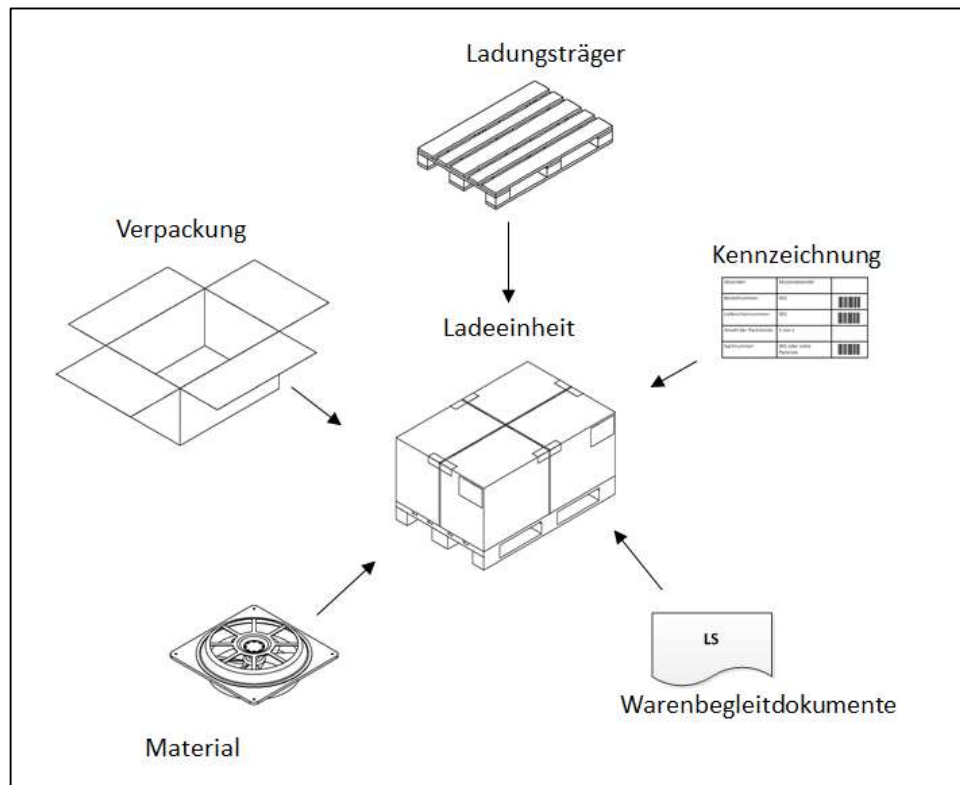 Ladungsträger
Verpackung
Kennzeichnung
Ladeeinheit
LS
Warenbegleitdokumente
Material